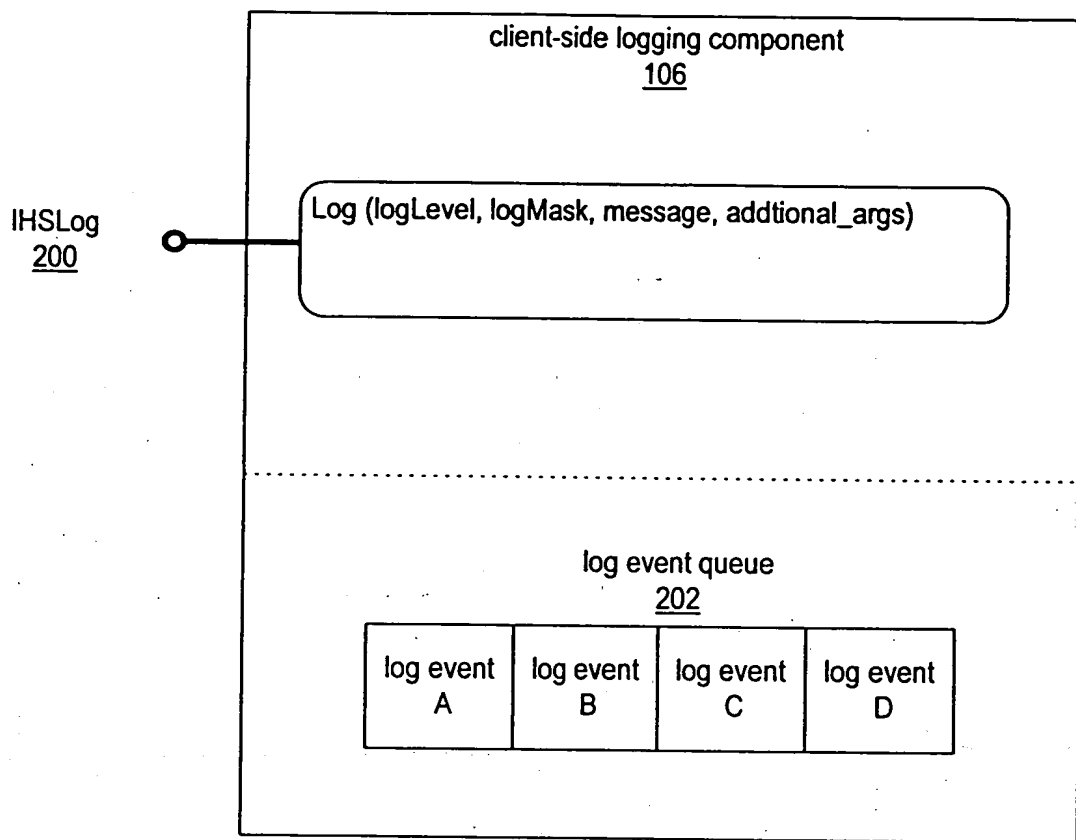 client-side logging component
106
Log (logLevel, logMask, message, addtional_args)
IHSLog
200
log event queue
202
log event
A
log event
B
log event
C
log event
D